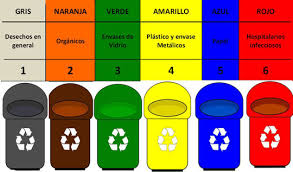 GRIS NARANJA VERDE AMARILLO AZUL ROJO
Desechos en
general
Orgánicos
Envases de
Vidrio
Plástico y envase
Metálicos
Hospitalarios
infecciosos
1 2 3 4 5 6